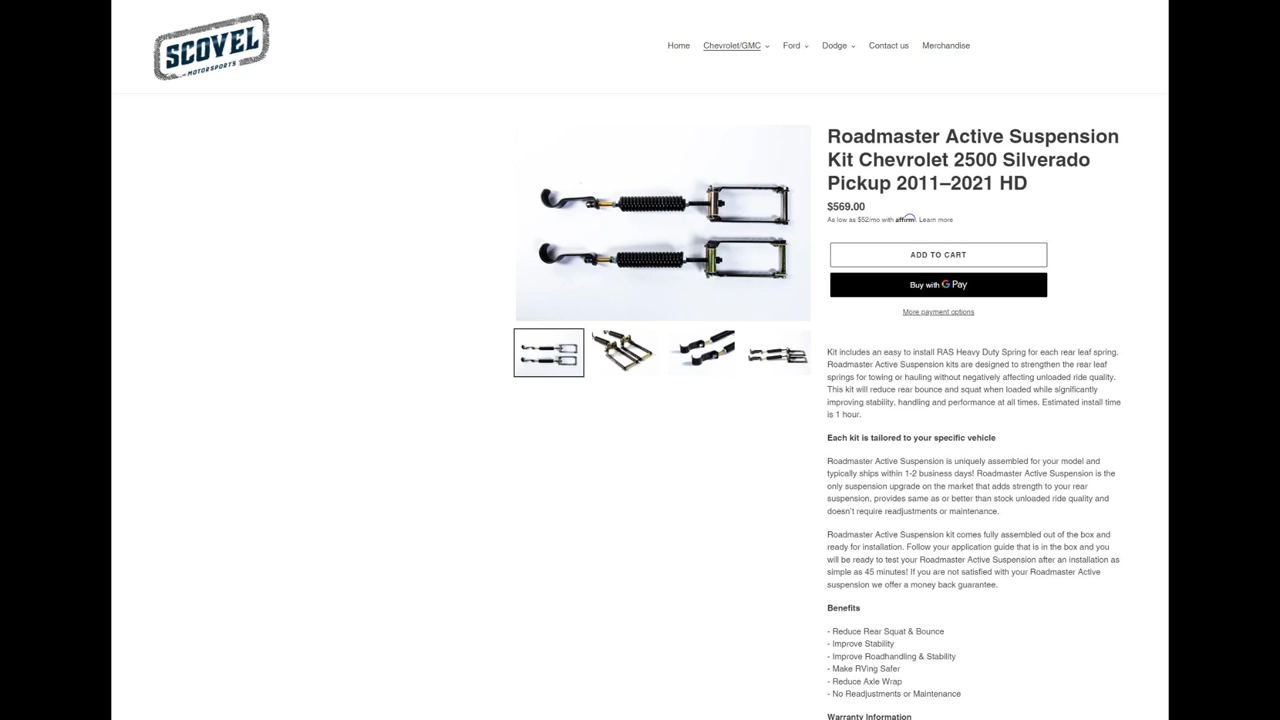 SCOVEL
MOTORSPORTS
Home Chevrolet/GMC Ford Dodge Contact us Merchandise
Roadmaster Active Suspension
Kit Chevrolet 2500 Silverado
Pickup 2011–2021 HD
$569.00
As low as $52/mo with affirm. Learn more
ADD TO CART
Buy with G Pay
More payment options
Kit includes an easy to install RAS Heavy Duty Spring for each rear leaf spring.
Roadmaster Active Suspension kits are designed to strengthen the rear leaf
springs for towing or hauling without negatively affecting unloaded ride quality.
This kit will reduce rear bounce and squat when loaded while significantly
improving stability, handling and performance at all times. Estimated install time
is 1 hour.
Each kit is tailored to your specific vehicle
Roadmaster Active Suspension is uniquely assembled for your model and
typically ships within 1-2 business days! Roadmaster Active Suspension is the
only suspension upgrade on the market that adds strength to your rear
suspension, provides same as or better than stock unloaded ride quality and
doesn't require readjustments or maintenance.
Roadmaster Active Suspension kit comes fully assembled out of the box and
ready for installation. Follow your application guide that is in the box and you
will be ready to test your Roadmaster Active Suspension after an installation as
simple as 45 minutes! If you are not satisfied with your Roadmaster Active
suspension we offer a money back guarantee.
Benefits
- Reduce Rear Squat & Bounce
- Improve Stability
- Improve Roadhandling & Stability
- Make RVing Safer
- Reduce Axle Wrap
- No Readjustments or Maintenance
Warranty Information